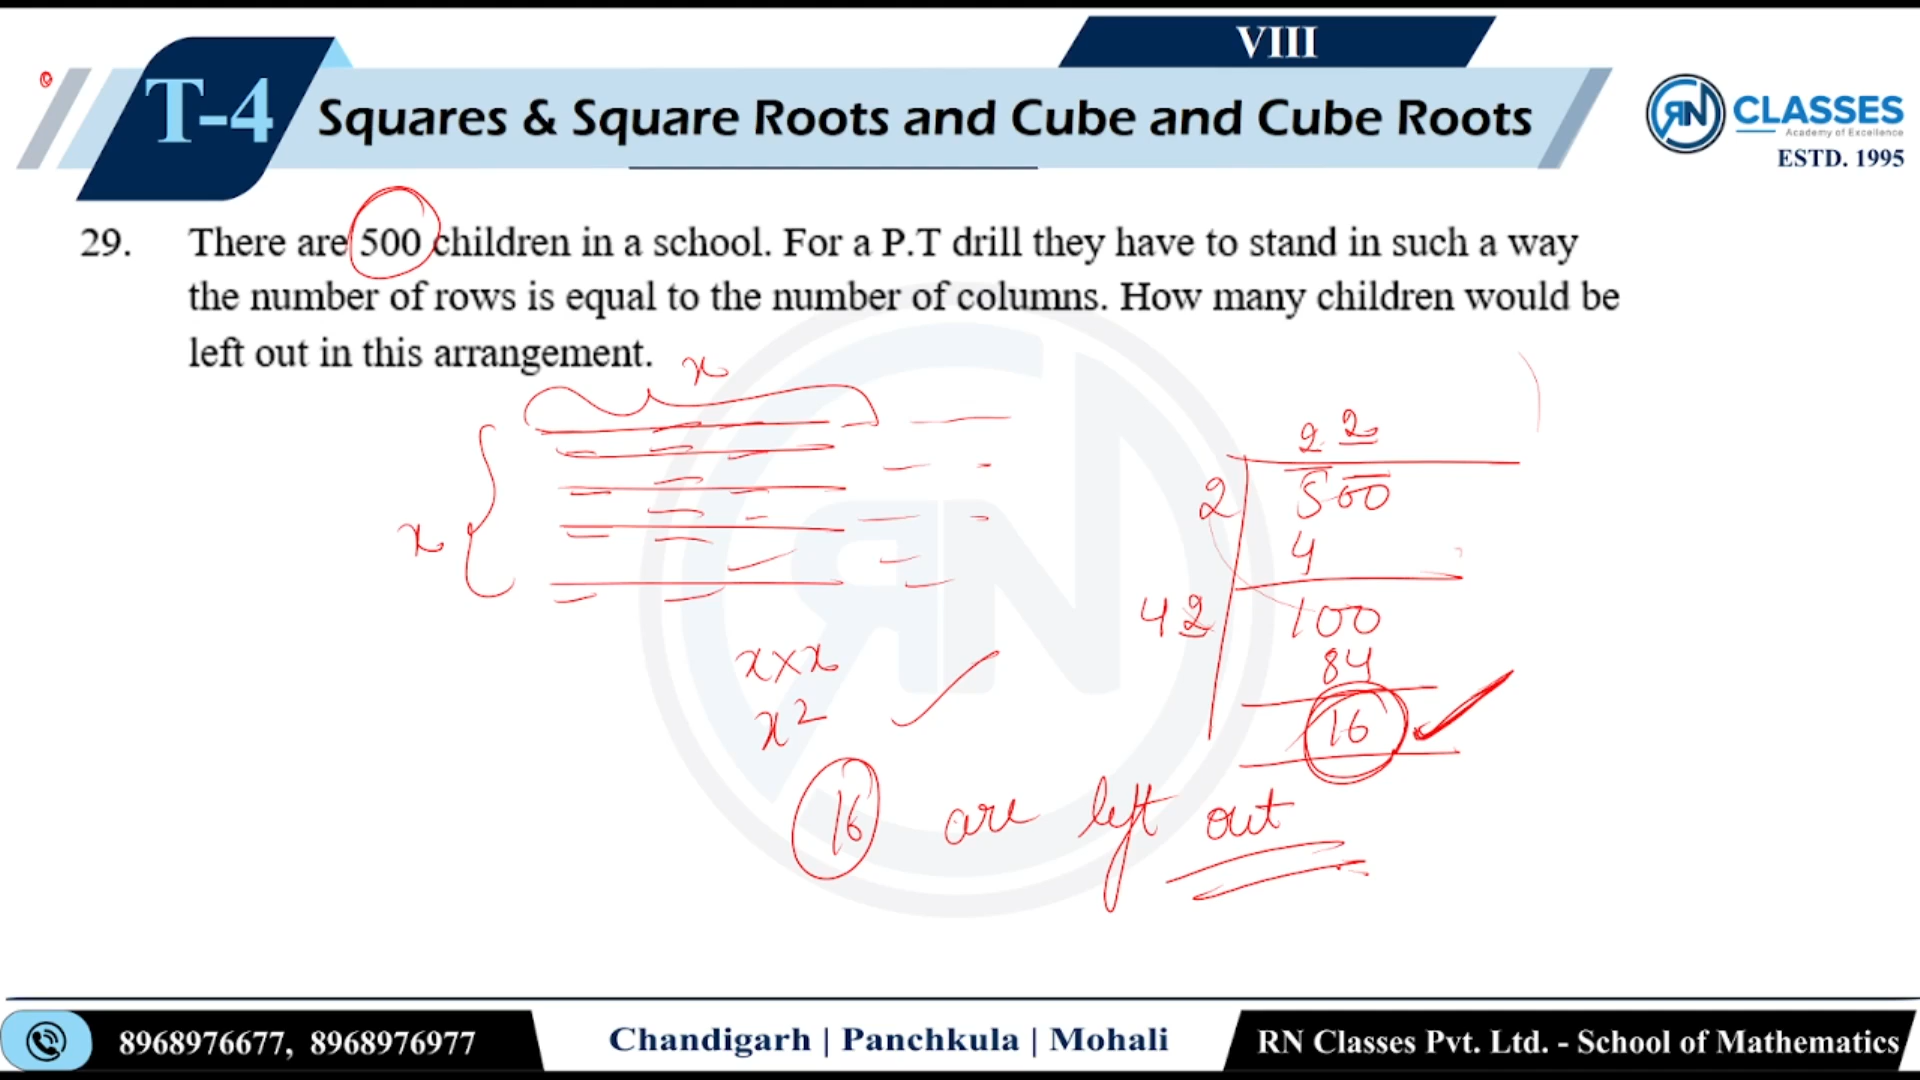 VIII
T-4 Squares & Square Roots and Cube and Cube Roots
RN CLASSES
Academy of Excellence
ESTD. 1995
29. There are 500 children in a school. For a P.T drill they have to stand in such a way
the number of rows is equal to the number of columns. How many children would be
left out in this arrangement.
x
x
x×x
x²
2 2
2 500
4
42 100
84
16
16 are left out
RN
8968976677, 8968976977
Chandigarh | Panchkula | Mohali
RN Classes Pvt. Ltd. - School of Mathematics